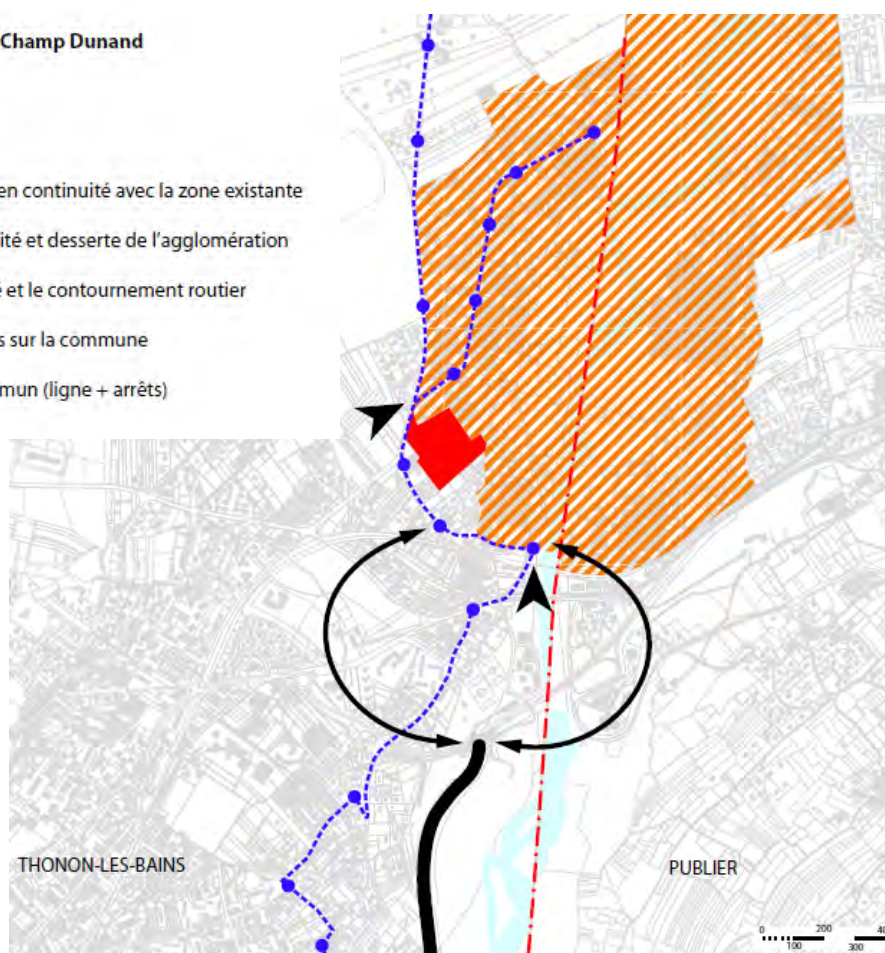 Champ Dunand
en continuité avec la zone existante
ité et desserte de l'agglomération
et le contournement routier
sur la commune
mun (ligne + arrêts)
THONON-LES-BAINS
PUBLIER
0 200
100 300